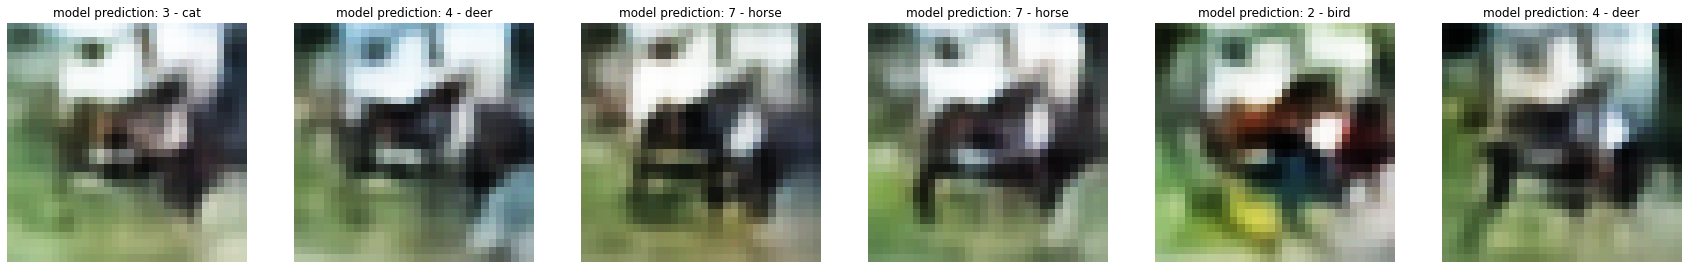 model prediction: 3 - cat
model prediction: 4 - deer
model prediction: 7 - horse
model prediction: 7 - horse
model prediction: 2 - bird
model prediction: 4 - deer